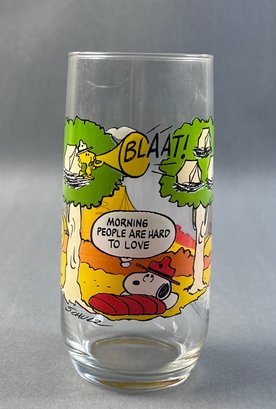 BLAAT!
MORNING
PEOPLE ARE HARD
TO LOVE
SCHULZ